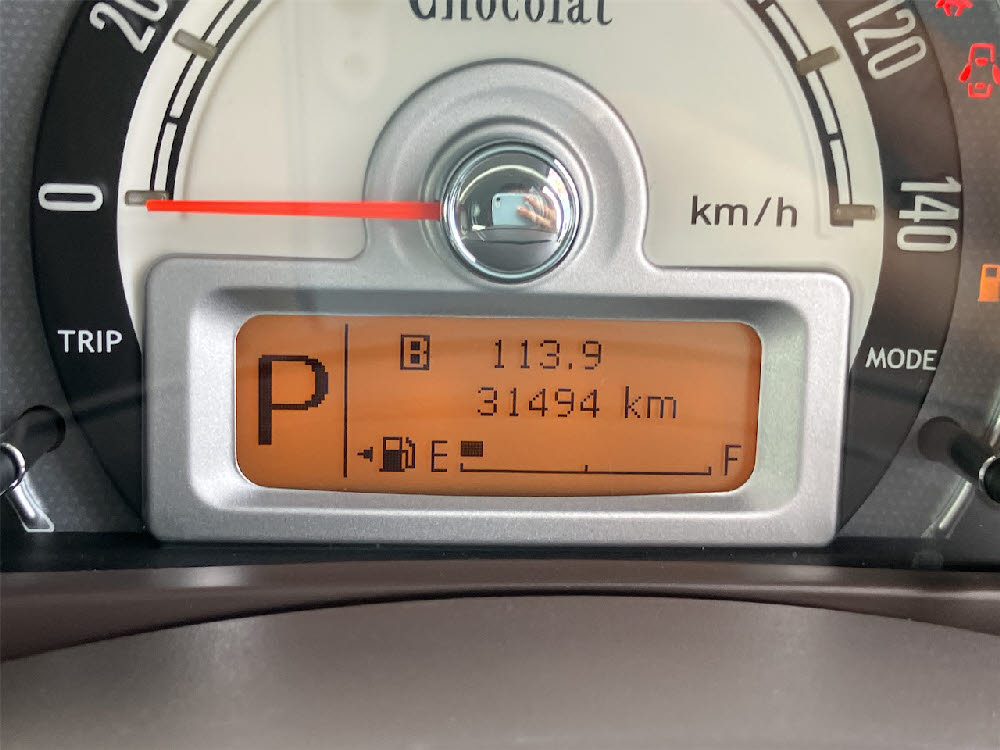 Chocolat
20
120
0
km/h
140
TRIP
MODE
P
B 113.9
31494 km
E F